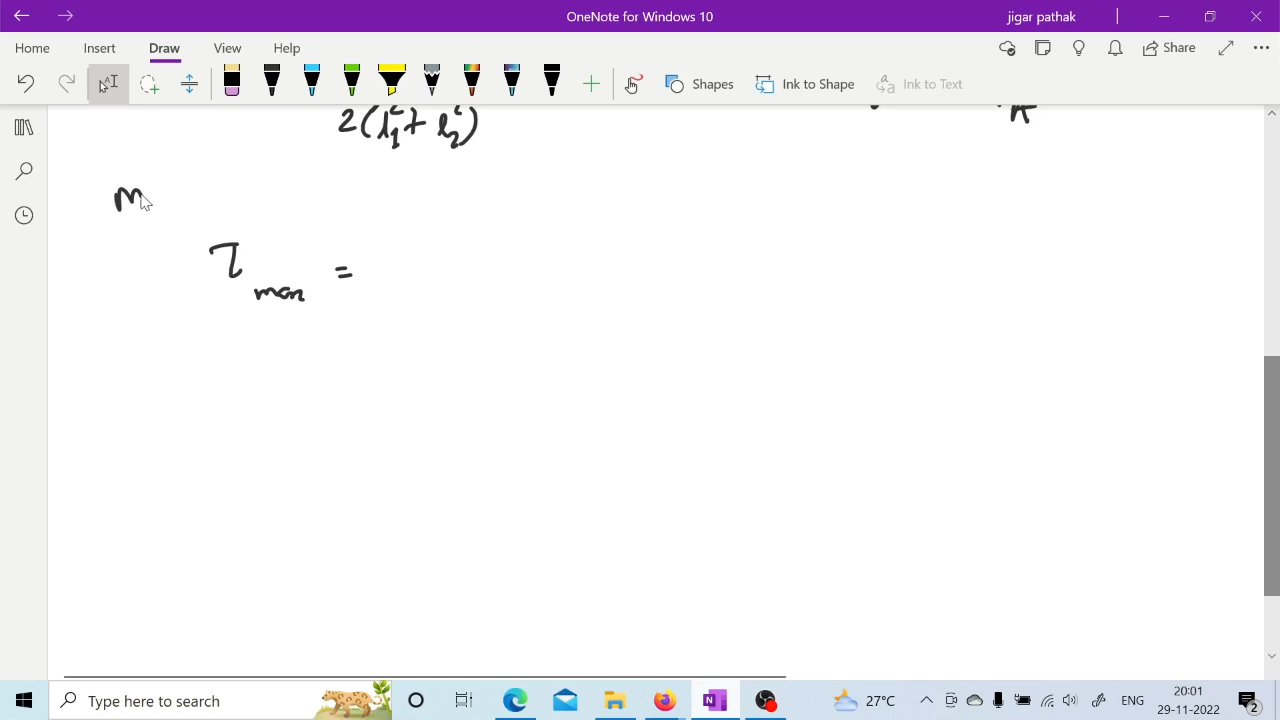 OneNote for Windows 10
jigar pathak
Home Insert Draw View Help
Share
Shapes Ink to Shape Ink to Text
2(l₁² + l₂²)
A
m
τ max =
Type here to search
27°C ENG 20:01 29-11-2022 2